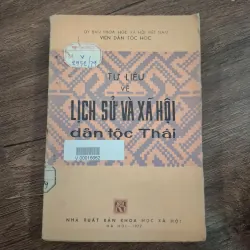 ỦY BAN KHOA HỌC XÃ HỘI VIỆT NAM
VIỆN DÂN TỘC HỌC
TƯ LIỆU
VỀ
LỊCH SỬ VÀ XÃ HỘI
dân tộc Thái
NHÀ XUẤT BẢN KHOA HỌC XÃ HỘI